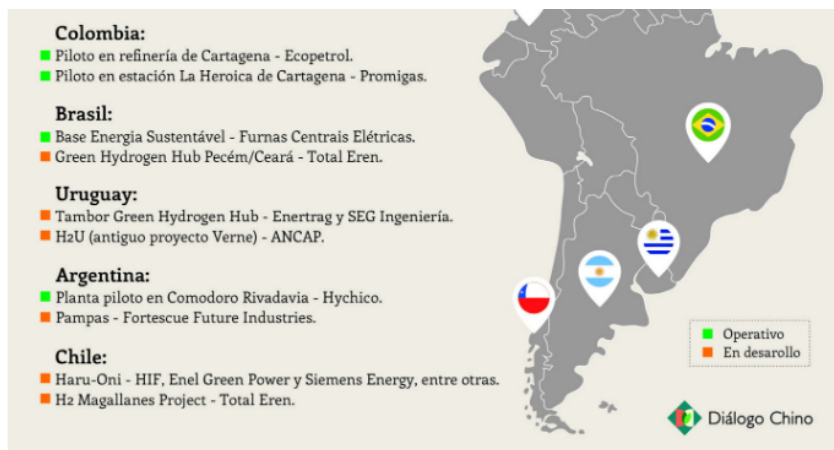 Colombia:
Piloto en refinería de Cartagena - Ecopetrol.
Piloto en estación La Heroica de Cartagena - Promigas.
Brasil:
Base Energia Sustentável - Furnas Centrais Elétricas.
Green Hydrogen Hub Pecém/Ceará - Total Eren.
Uruguay:
Tambor Green Hydrogen Hub - Enertrag y SEG Ingeniería.
H2U (antiguo proyecto Verne) - ANCAP.
Argentina:
Planta piloto en Comodoro Rivadavia - Hychico.
Pampas - Fortescue Future Industries.
Chile:
Haru-Oni - HIF, Enel Green Power y Siemens Energy, entre otras.
H2 Magallanes Project - Total Eren.
Operativo
En desarollo
Diálogo Chino